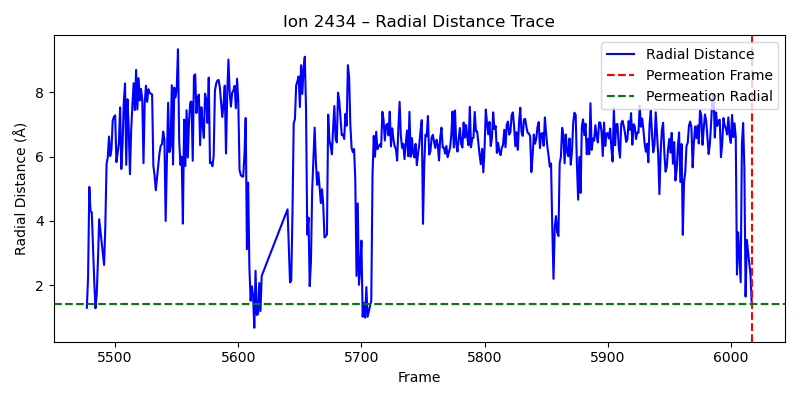 Ion 2434 – Radial Distance Trace
Radial Distance (Å)
8
6
4
2
Radial Distance
Permeation Frame
Permeation Radial
5500 5600 5700 5800 5900 6000
Frame